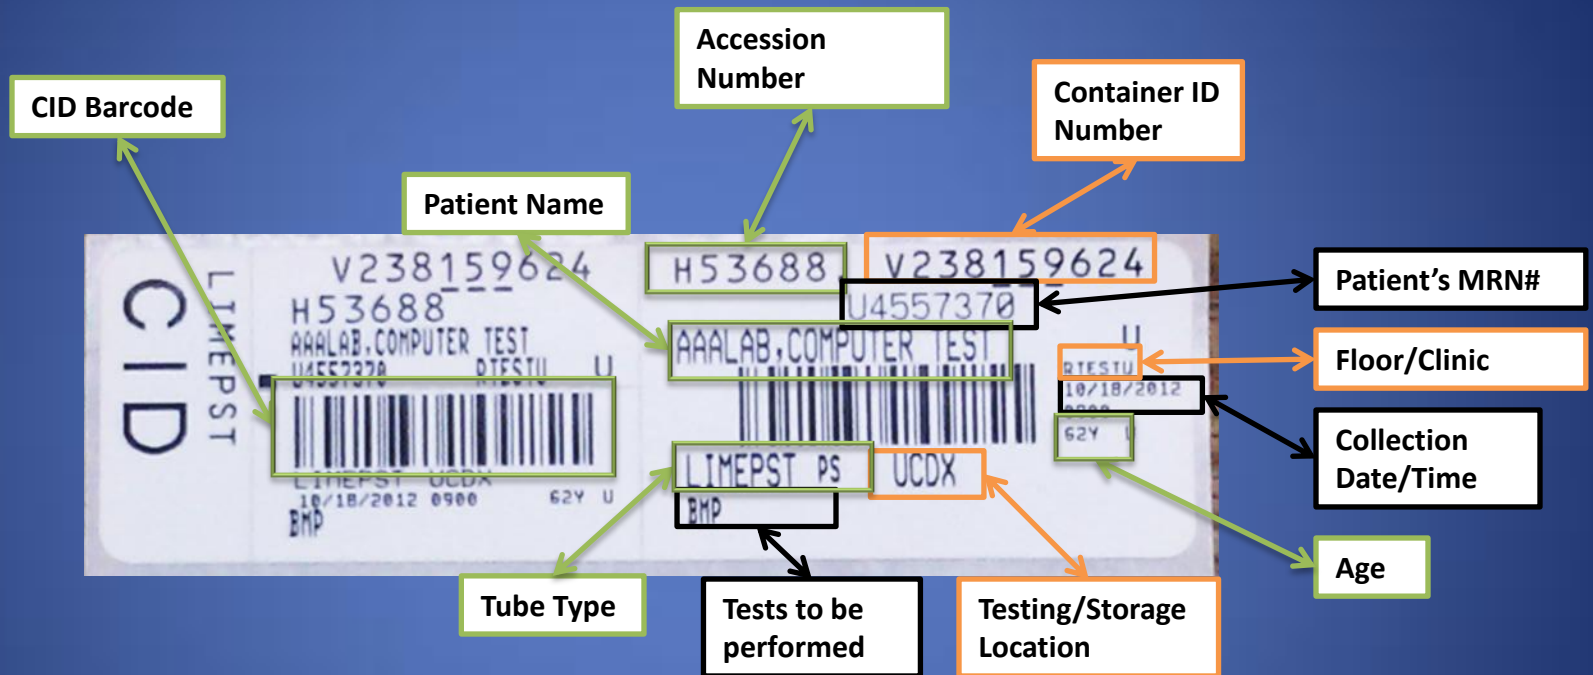 Accession
Number
CID Barcode
Container ID
Number
Patient Name
CID
LIMEPST
V238159624
H53688
AAALAB,COMPUTER TEST
U4557370 RTESTU U
LIMEPST UCDX
10/18/2012 0900 62Y U
BMP
H53688 V238159624
U4557370
AAALAB,COMPUTER TEST
U
RTESTU
10/18/2012
0900
62Y U
LIMEPST PS UCDX
BMP
Patient's MRN#
Floor/Clinic
Collection
Date/Time
Age
Tube Type
Tests to be
performed
Testing/Storage
Location